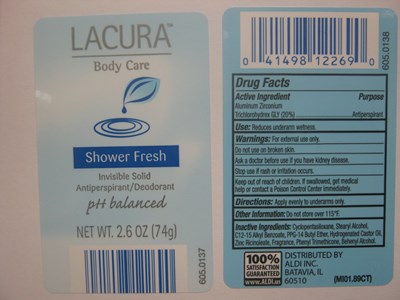 LACURA™
Body Care
Shower Fresh
Invisible Solid
Antiperspirant/Deodorant
pH balanced
NET WT. 2.6 OZ (74g)
605.0137
0 41498 12269 0
605.0138
Drug Facts
Active Ingredient Purpose
Aluminum Zirconium
Trichlorohydrex GLY (20%) Antiperspirant
Use: Reduces underarm wetness.
Warnings: For external use only.
Do not use on broken skin.
Ask a doctor before use if you have kidney disease.
Stop use if rash or irritation occurs.
Keep out of reach of children. If swallowed, get medical
help or contact a Poison Control Center immediately.
Directions: Apply evenly to underarms only.
Other Information: Do not store over 115°F.
Inactive Ingredients: Cyclopentasiloxane, Stearyl Alcohol,
C12-15 Alkyl Benzoate, PPG-14 Butyl Ether, Hydrogenated Castor Oil,
Zinc Ricinoleate, Fragrance, Phenyl Trimethicone, Behenyl Alcohol.
100%
SATISFACTION
GUARANTEED
www.ALDI.us
DISTRIBUTED BY
ALDI INC.
BATAVIA, IL
60510
(MI01.89CT)